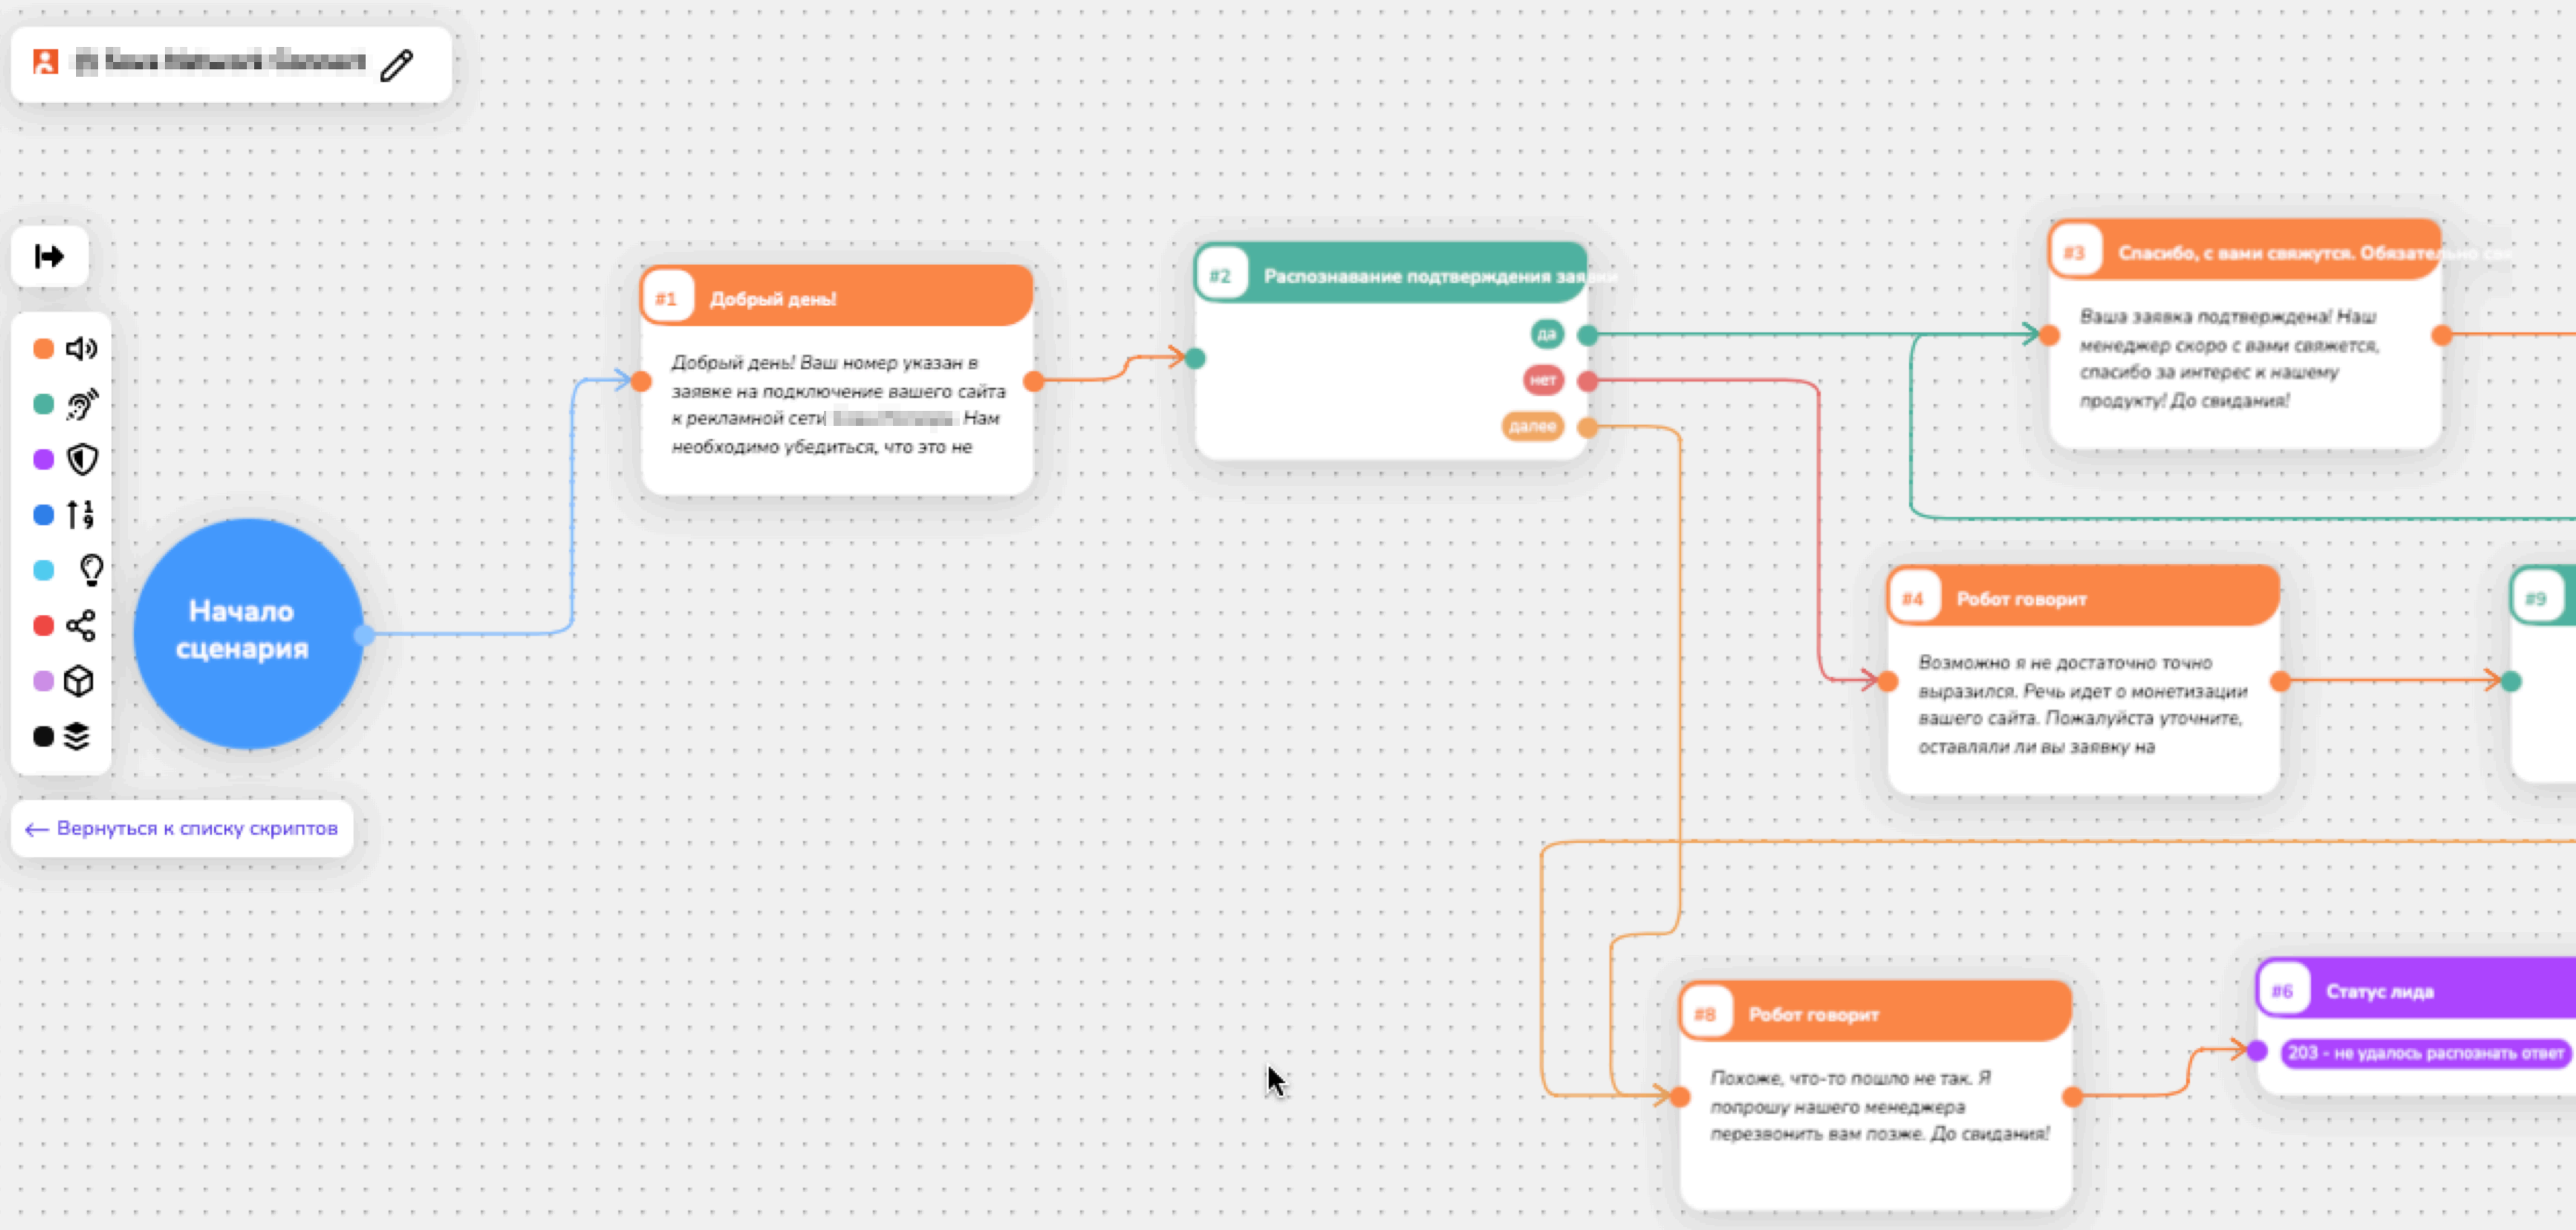 #1 Добрый день!
Добрый день! Ваш номер указан в
заявке на подключение вашего сайта
к рекламной сети Нам
необходимо убедиться, что это не
#2 Распознавание подтверждения заявки
да
нет
далее
#3 Спасибо, с вами свяжутся. Обязательно
Ваша заявка подтверждена! Наш
менеджер скоро с вами свяжется,
спасибо за интерес к нашему
продукту! До свидания!
Начало
сценария
#4 Робот говорит
Возможно я не достаточно точно
выразился. Речь идет о монетизации
вашего сайта. Пожалуйста уточните,
оставляли ли вы заявку на
#9
← Вернуться к списку скриптов
#8 Робот говорит
Похоже, что-то пошло не так. Я
попрошу нашего менеджера
перезвонить вам позже. До свидания!
#6 Статус лида
203 - не удалось распознать ответ